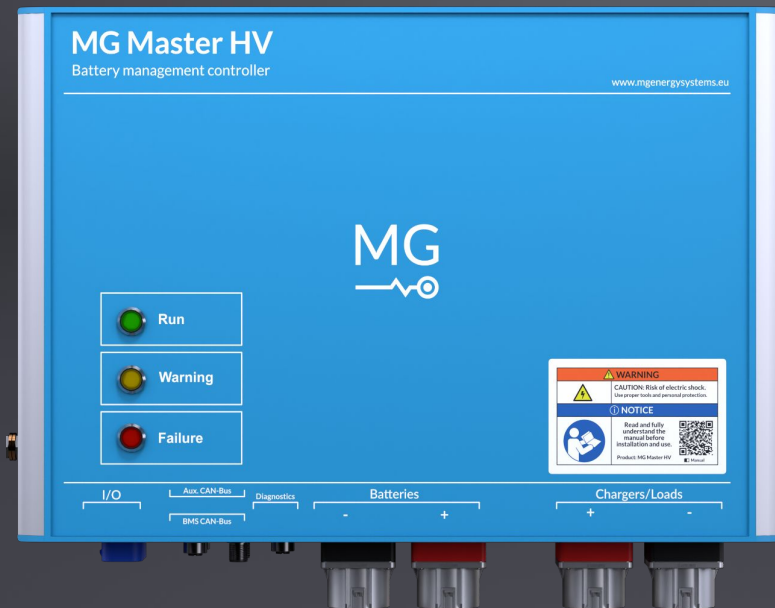 MG Master HV
Battery management controller
www.mgenergysystems.eu
MG
Run
Warning
Failure
WARNING
CAUTION: Risk of electric shock.
Use proper tools and personal protection.
NOTICE
Read and fully
understand the
manual before
installation and use.
Product: MG Master HV
Manual
I/O
Aux. CAN-Bus
BMS CAN-Bus
Diagnostics
Batteries
- +
Chargers/Loads
+ -